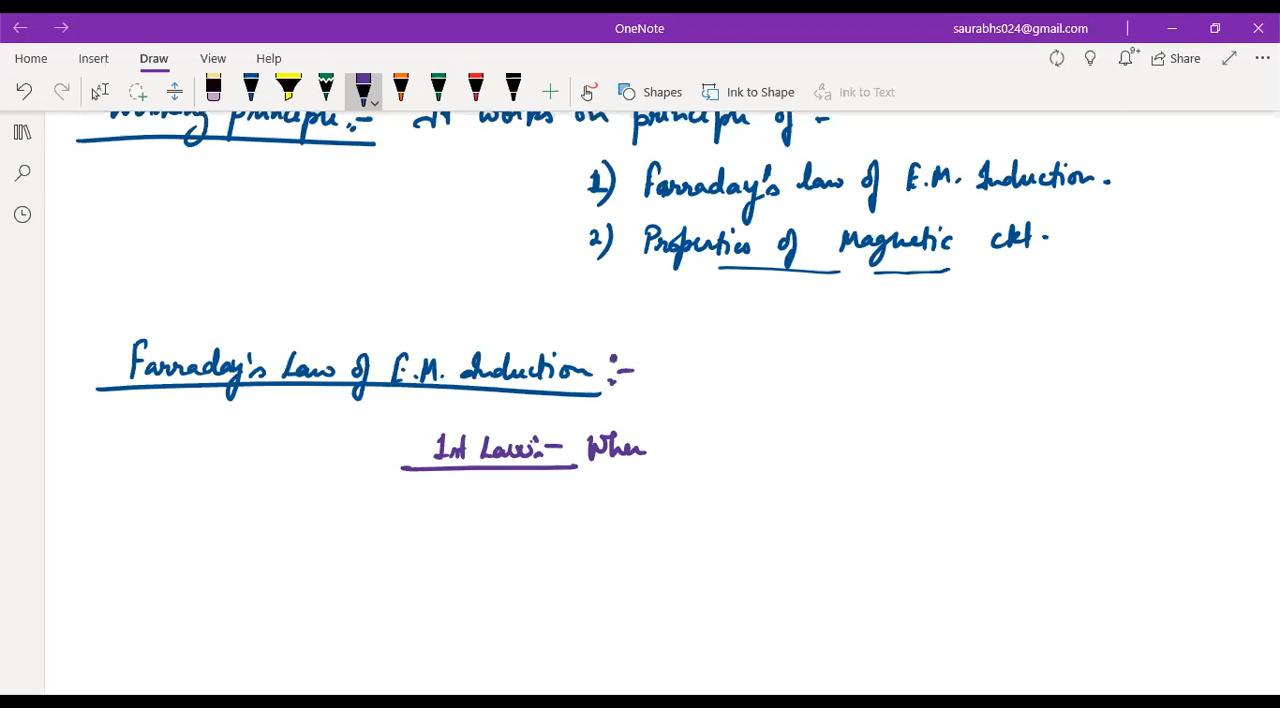 OneNote
saurabhs024@gmail.com
Home Insert Draw View Help
Share
Shapes Ink to Shape Ink to Text
Working principle :- It works on principle of -
1) Farraday's law of E.M. Induction.
2) Properties of Magnetic ckt.
Farraday's Law of E.M. Induction :-
1st Law :- When